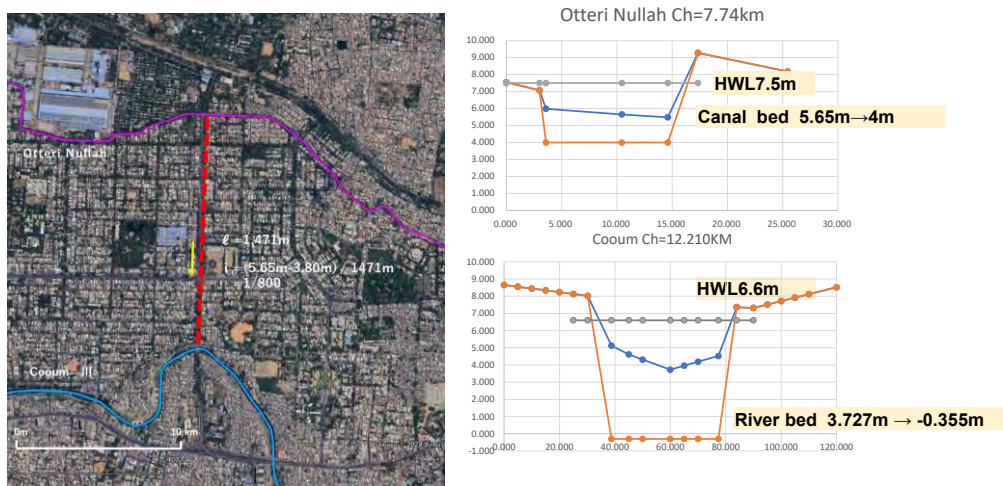 Otteri Nullah
ℓ = 1,471m
i = (5.65m-3.80m) / 1471m
=1/800
Cooum III
0m
10 km
Otteri Nullah Ch=7.74km
10.000
9.000
8.000
7.000
6.000
5.000
4.000
3.000
2.000
1.000
0.000
HWL7.5m
Canal bed 5.65m→4m
0.000 5.000 10.000 15.000 20.000 25.000 30.000
Cooum Ch=12.210KM
10.000
9.000
8.000
7.000
6.000
5.000
4.000
3.000
2.000
1.000
0.000
-1.000
HWL6.6m
River bed 3.727m → -0.355m
0.000 20.000 40.000 60.000 80.000 100.000 120.000